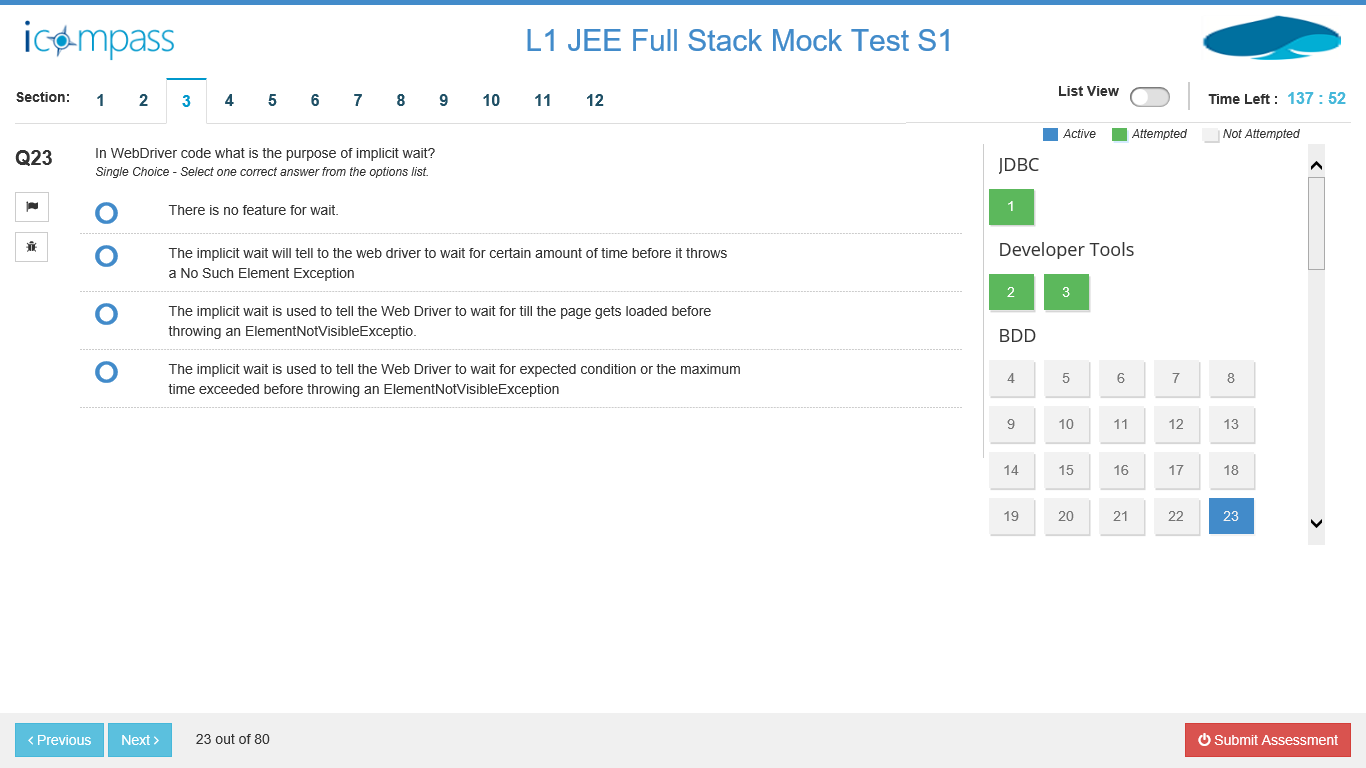 icompass
L1 JEE Full Stack Mock Test S1
Section: 1 2 3 4 5 6 7 8 9 10 11 12
List View
Time Left : 137 : 52
Active Attempted Not Attempted
Q23
In WebDriver code what is the purpose of implicit wait?
Single Choice - Select one correct answer from the options list.
There is no feature for wait.
The implicit wait will tell to the web driver to wait for certain amount of time before it throws
a No Such Element Exception
The implicit wait is used to tell the Web Driver to wait for till the page gets loaded before
throwing an ElementNotVisibleExceptio.
The implicit wait is used to tell the Web Driver to wait for expected condition or the maximum
time exceeded before throwing an ElementNotVisibleException
JDBC
1
Developer Tools
2 3
BDD
4 5 6 7 8
9 10 11 12 13
14 15 16 17 18
19 20 21 22 23
‹ Previous
Next ›
23 out of 80
Submit Assessment